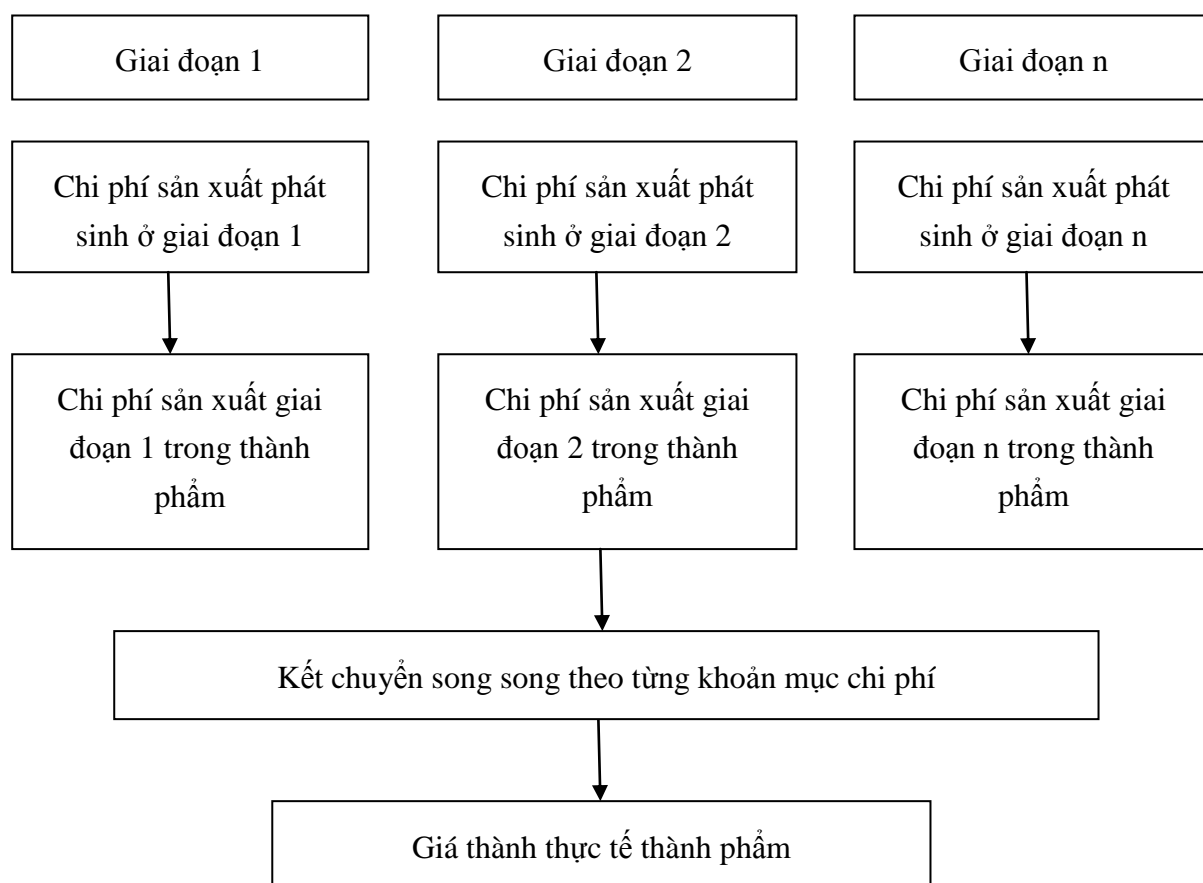 Giai đoạn 1
Giai đoạn 2
Giai đoạn n
Chi phí sản xuất phát
sinh ở giai đoạn 1
Chi phí sản xuất phát
sinh ở giai đoạn 2
Chi phí sản xuất phát
sinh ở giai đoạn n
Chi phí sản xuất giai
đoạn 1 trong thành
phẩm
Chi phí sản xuất giai
đoạn 2 trong thành
phẩm
Chi phí sản xuất giai
đoạn n trong thành
phẩm
Kết chuyển song song theo từng khoản mục chi phí
Giá thành thực tế thành phẩm